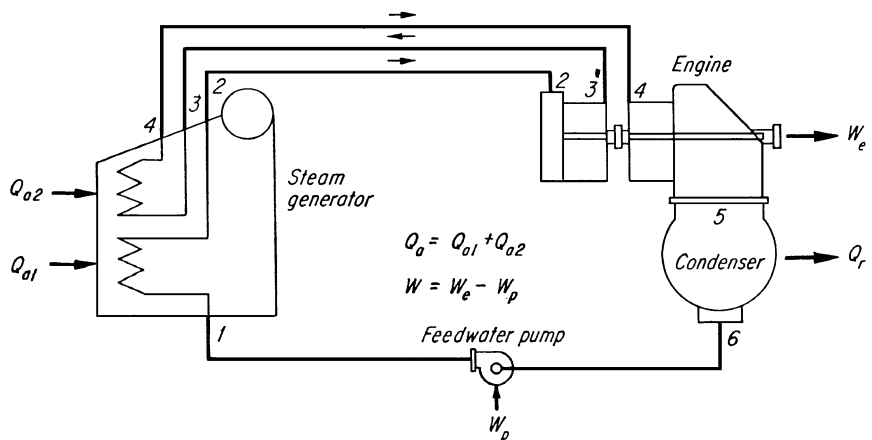 2
3
4
2
3"
4
Engine
W_e
Q_a2
Steam
generator
Q_a1
Q_a = Q_a1 + Q_a2
W = W_e − W_p
5
Condenser
Q_r
1
Feedwater pump
6
W_p